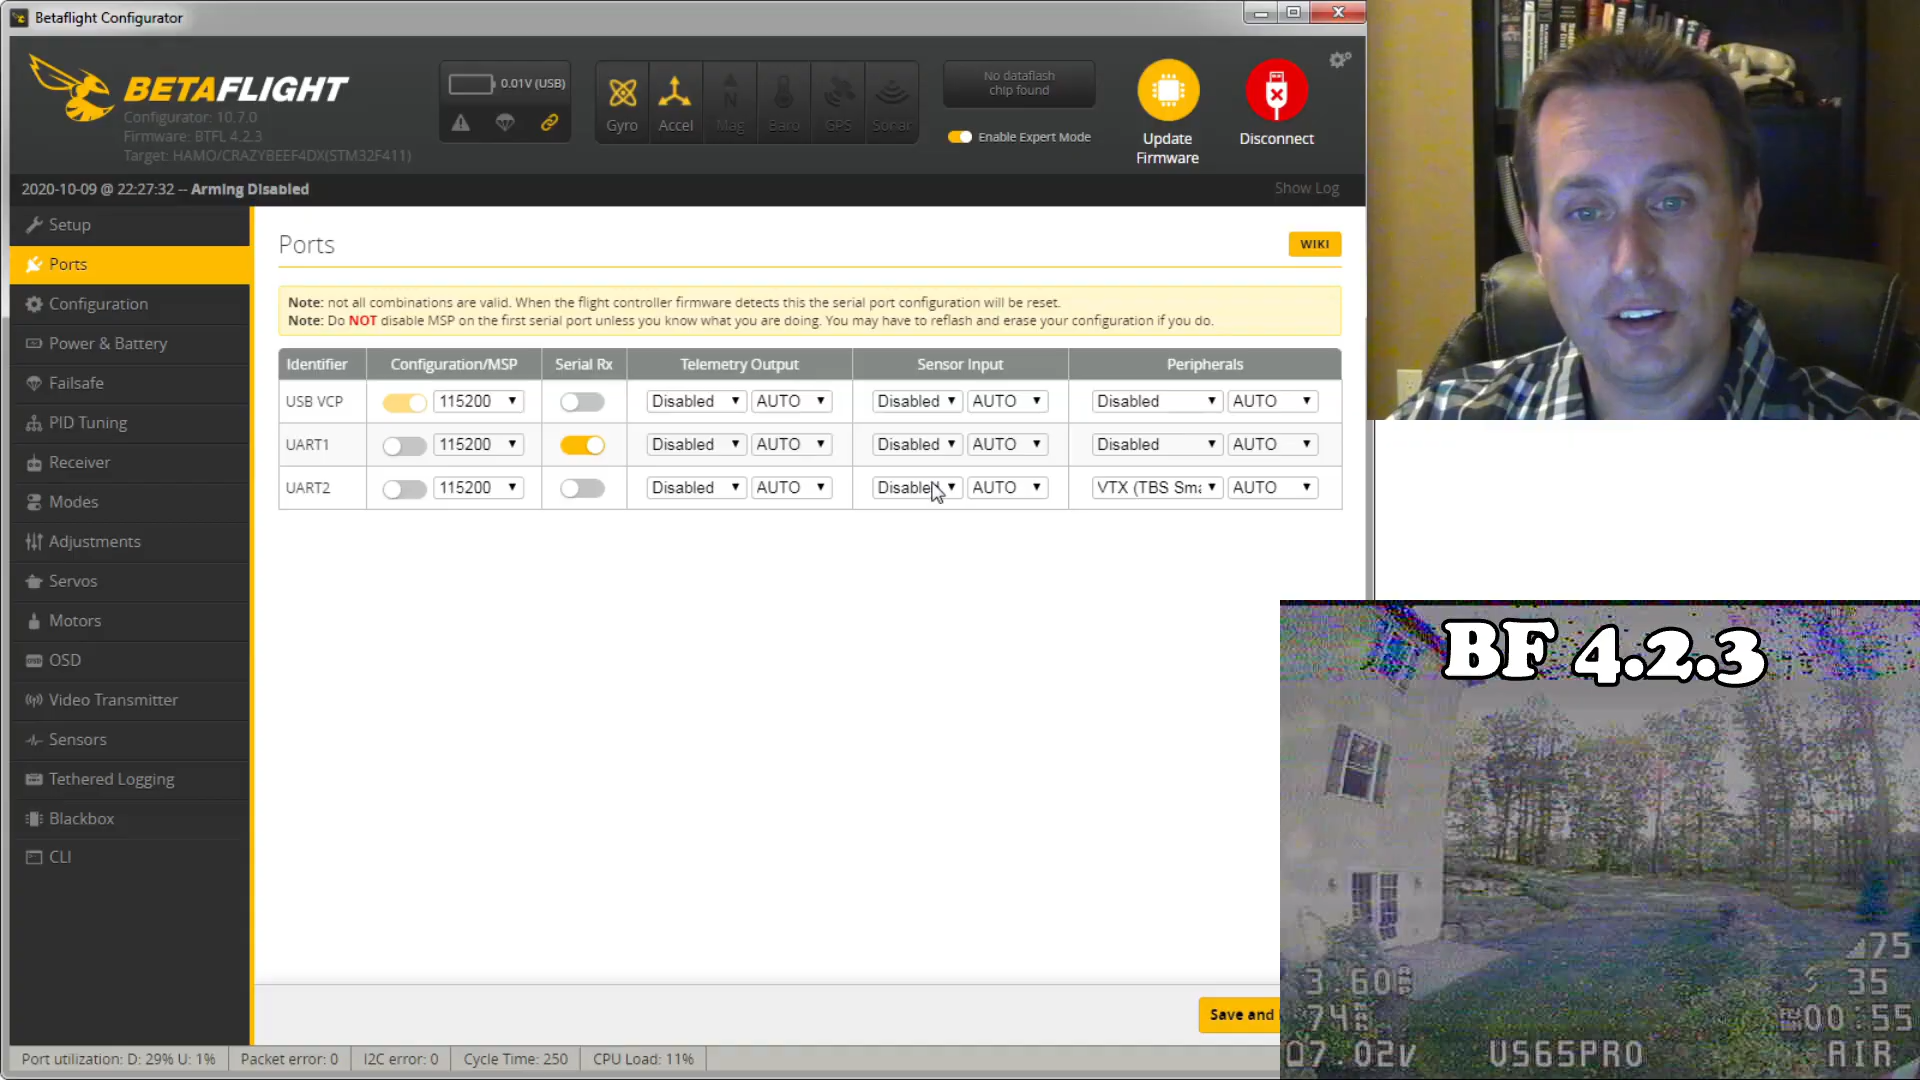 Betaflight Configurator
BETAFLIGHT
Configurator: 10.7.0
Firmware: BTFL 4.2.3
Target: HAMO/CRAZYBEEF4DX(STM32F411)
0.01V (USB)
Gyro
Accel
Mag
Baro
GPS
Sonar
No dataflash
chip found
Enable Expert Mode
Update
Firmware
Disconnect
2020-10-09 @ 22:27:32 -- Arming Disabled
Show Log
Setup
Ports
Configuration
Power & Battery
Failsafe
PID Tuning
Receiver
Modes
Adjustments
Servos
Motors
OSD
Video Transmitter
Sensors
Tethered Logging
Blackbox
CLI
Ports
WIKI
Note: not all combinations are valid. When the flight controller firmware detects this the serial port configuration will be reset.
Note: Do NOT disable MSP on the first serial port unless you know what you are doing. You may have to reflash and erase your configuration if you do.
Identifier Configuration/MSP Serial Rx Telemetry Output Sensor Input Peripherals
USB VCP 115200 Disabled AUTO Disabled AUTO Disabled AUTO
UART1 115200 Disabled AUTO Disabled AUTO Disabled AUTO
UART2 115200 Disabled AUTO Disabled AUTO VTX (TBS Sma AUTO
Save and
Port utilization: D: 29% U: 1% Packet error: 0 I2C error: 0 Cycle Time: 250 CPU Load: 11%
BF 4.2.3
75
3.60
35
74
00:55
07.02V
US65PRO
AIR